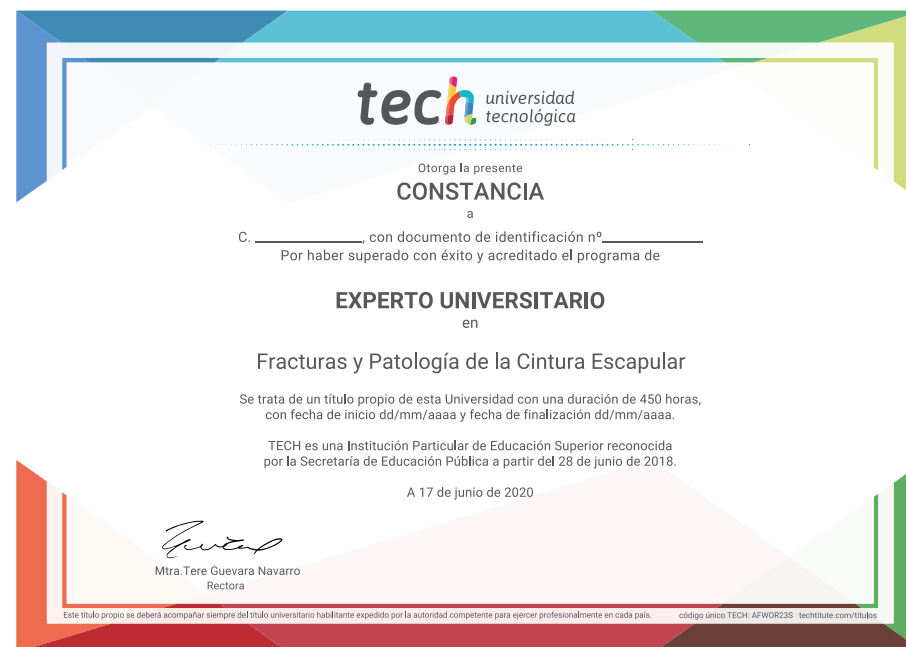 tech universidad
tecnológica
Otorga la presente
CONSTANCIA
a
C. ____________, con documento de identificación nº____________
Por haber superado con éxito y acreditado el programa de
EXPERTO UNIVERSITARIO
en
Fracturas y Patología de la Cintura Escapular
Se trata de un título propio de esta Universidad con una duración de 450 horas,
con fecha de inicio dd/mm/aaaa y fecha de finalización dd/mm/aaaa.
TECH es una Institución Particular de Educación Superior reconocida
por la Secretaría de Educación Pública a partir del 28 de junio de 2018.
A 17 de junio de 2020
Mtra.Tere Guevara Navarro
Rectora
Este título propio se deberá acompañar siempre del título universitario habilitante expedido por la autoridad competente para ejercer profesionalmente en cada país. código único TECH: AFWOR23S techtitute.com/titulos